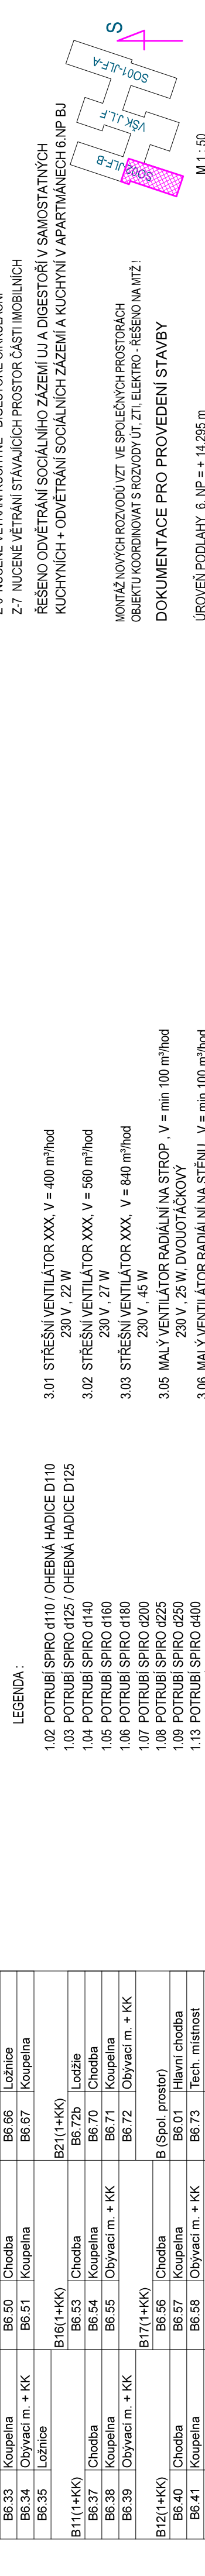 B6.33 Koupelna
B6.34 Obývací m. + KK
B6.35 Ložnice
B11(1+KK)
B6.37 Chodba
B6.38 Koupelna
B6.39 Obývací m. + KK
B12(1+KK)
B6.40 Chodba
B6.41 Koupelna
B6.50 Chodba
B6.51 Koupelna
B16(1+KK)
B6.53 Chodba
B6.54 Koupelna
B6.55 Obývací m. + KK
B17(1+KK)
B6.56 Chodba
B6.57 Koupelna
B6.58 Obývací m. + KK
B6.66 Ložnice
B6.67 Koupelna
B21(1+KK)
B6.72b Lodžie
B6.70 Chodba
B6.71 Koupelna
B6.72 Obývací m. + KK
B (Spol. prostor)
B6.01 Hlavní chodba
B6.73 Tech. místnost
LEGENDA :
1.02 POTRUBÍ SPIRO d110 / OHEBNÁ HADICE D110
1.03 POTRUBÍ SPIRO d125 / OHEBNÁ HADICE D125
1.04 POTRUBÍ SPIRO d140
1.05 POTRUBÍ SPIRO d160
1.06 POTRUBÍ SPIRO d180
1.07 POTRUBÍ SPIRO d200
1.08 POTRUBÍ SPIRO d225
1.09 POTRUBÍ SPIRO d250
1.13 POTRUBÍ SPIRO d400
3.01 STŘEŠNÍ VENTILÁTOR XXX, V = 400 m³/hod
230 V , 22 W
3.02 STŘEŠNÍ VENTILÁTOR XXX, V = 560 m³/hod
230 V , 27 W
3.03 STŘEŠNÍ VENTILÁTOR XXX, V = 840 m³/hod
230 V , 45 W
3.05 MALÝ VENTILÁTOR RADIÁLNÍ NA STROP , V = min 100 m³/hod
230 V , 25 W, DVOUOTÁČKOVÝ
3.06 MALÝ VENTILÁTOR RADIÁLNÍ NA STĚNU , V = min 100 m³/hod
Z-7 NUCENÉ VĚTRÁNÍ STÁVAJÍCÍCH PROSTOR ČÁSTI IMOBILNÍCH
ŘEŠENO ODVĚTRÁNÍ SOCIÁLNÍHO ZÁZEMÍ UJ A DIGESTOŘÍ V SAMOSTATNÝCH
KUCHYNÍCH + ODVĚTRÁNÍ SOCIÁLNÍCH ZÁZEMÍ A KUCHYNÍ V APARTMÁNECH 6.NP BJ
MONTÁŽ NOVÝCH ROZVODŮ VZT VE SPOLEČNÝCH PROSTORÁCH
OBJEKTU KOORDINOVAT S ROZVODY ÚT, ZTI, ELEKTRO - ŘEŠENO NA MTŽ !
DOKUMENTACE PRO PROVEDENÍ STAVBY
ÚROVEŇ PODLAHY 6. NP = + 14,295 m
M 1 : 50
S
SO01-JLF-A
VŠK JLF
JLF-B
SO02